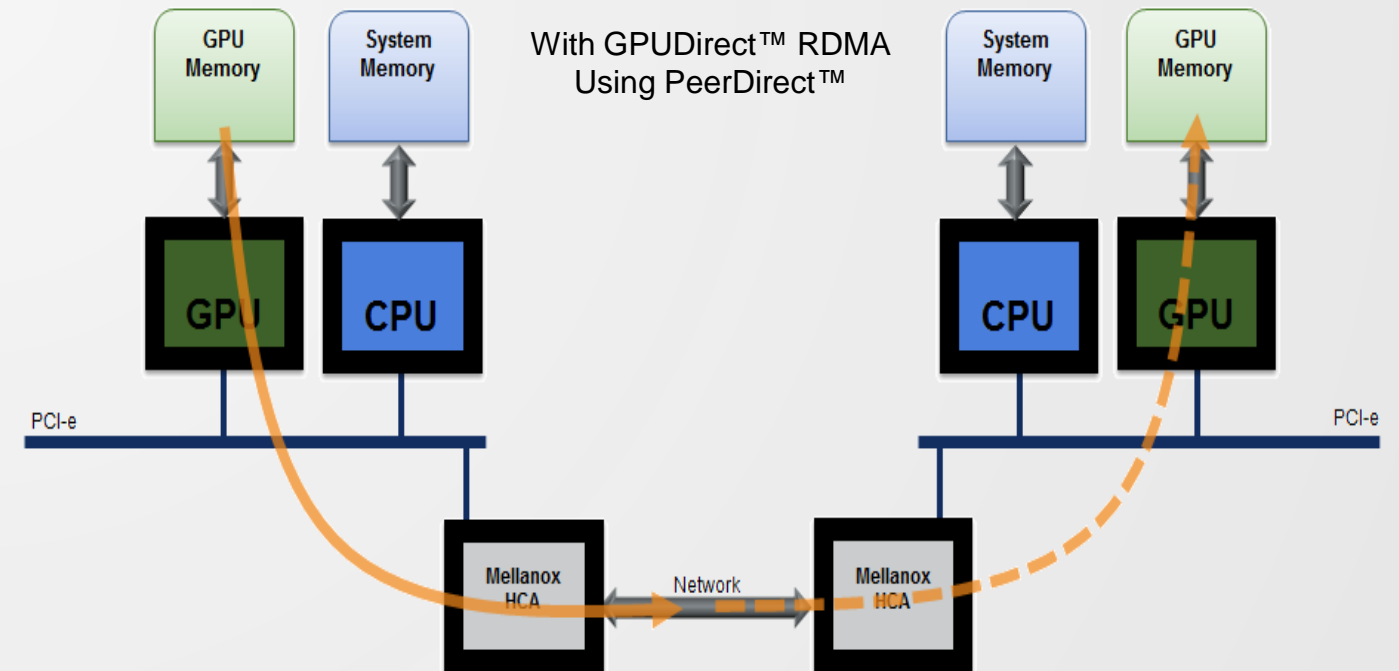 GPU
Memory
System
Memory
With GPUDirect™ RDMA
Using PeerDirect™
System
Memory
GPU
Memory
GPU
CPU
CPU
GPU
PCI-e
PCI-e
Mellanox
HCA
Network
Mellanox
HCA